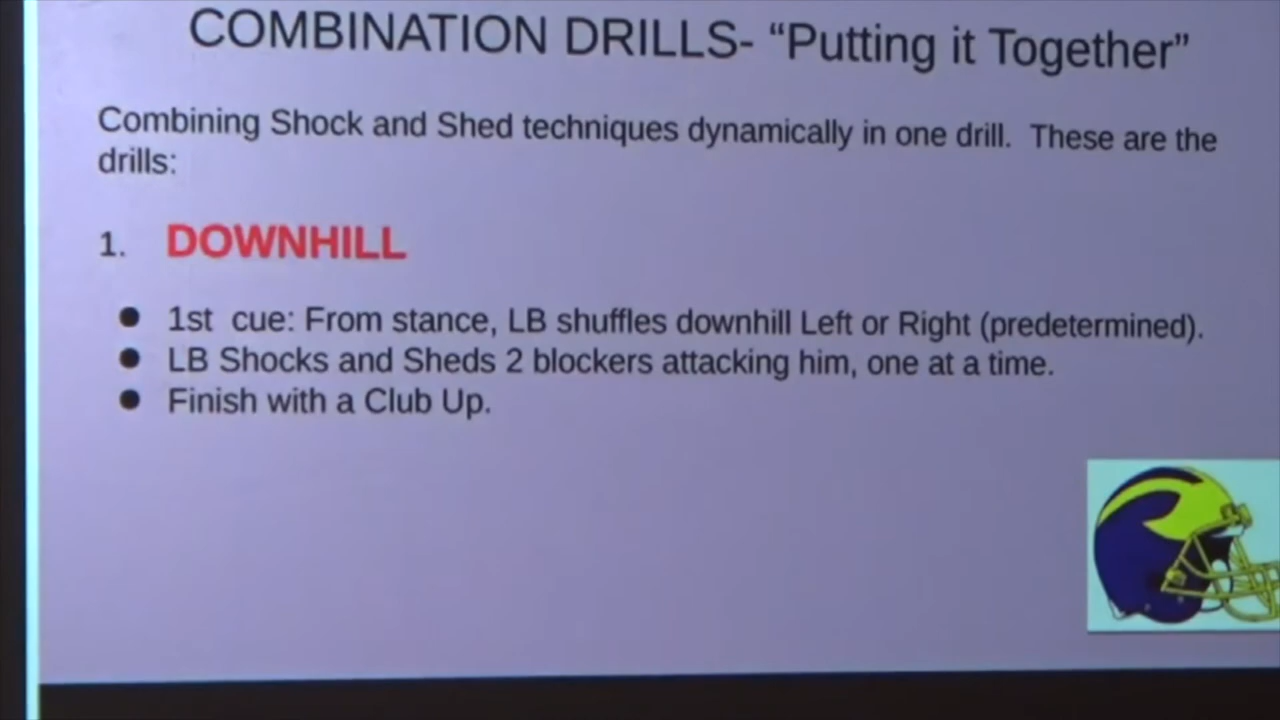 COMBINATION DRILLS- “Putting it Together”
Combining Shock and Shed techniques dynamically in one drill.  These are the
drills:
1. DOWNHILL
● 1st  cue: From stance, LB shuffles downhill Left or Right (predetermined).
● LB Shocks and Sheds 2 blockers attacking him, one at a time.
● Finish with a Club Up.